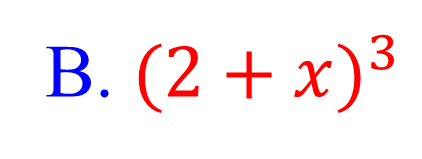 B. (2 + x)³